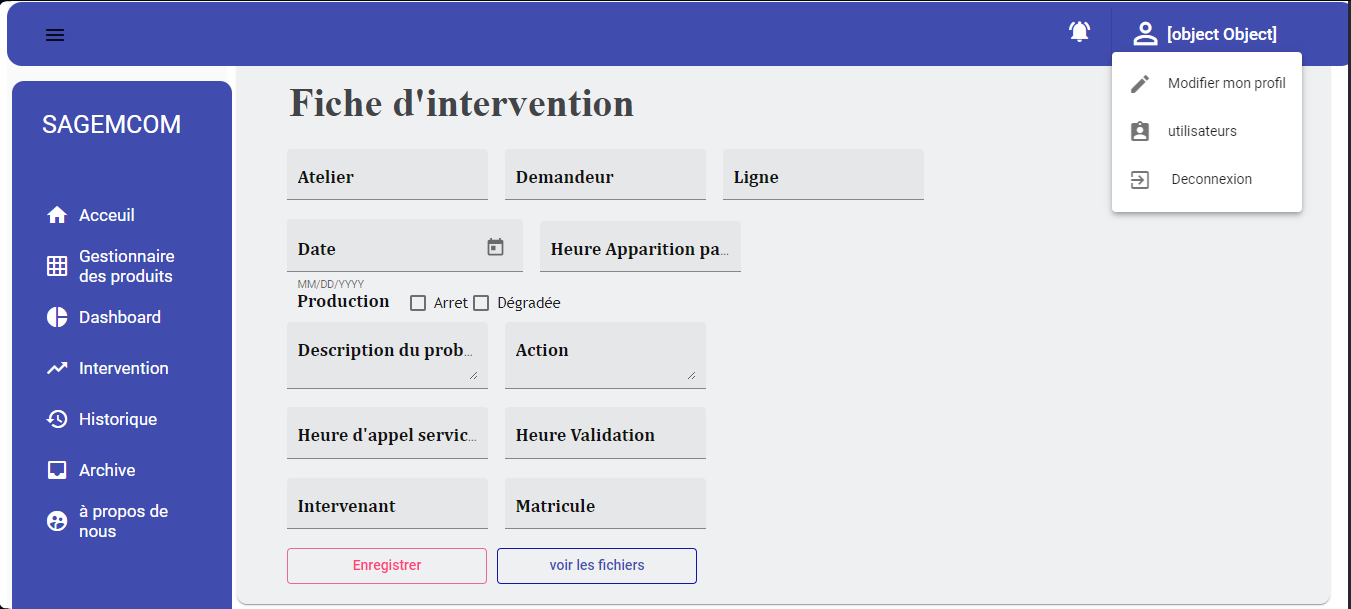 [object Object]
Modifier mon profil
utilisateurs
Deconnexion
SAGEMCOM
Acceuil
Gestionnaire
des produits
Dashboard
Intervention
Historique
Archive
à propos de
nous
Fiche d'intervention
Atelier Demandeur Ligne
Date Heure Apparition pa...
MM/DD/YYYY
Production Arret Dégradée
Description du prob... Action
Heure d'appel servic... Heure Validation
Intervenant Matricule
Enregistrer voir les fichiers